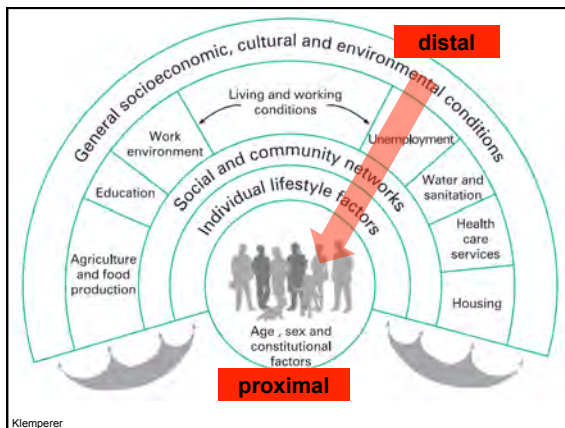 distal
General socioeconomic, cultural and environmental conditions
Living and working
conditions
Work
environment
Unemployment
Education
Social and community networks
Water and
sanitation
Individual lifestyle factors
Agriculture
and food
production
Health
care
services
Housing
Age , sex and
constitutional
factors
proximal
Klemperer